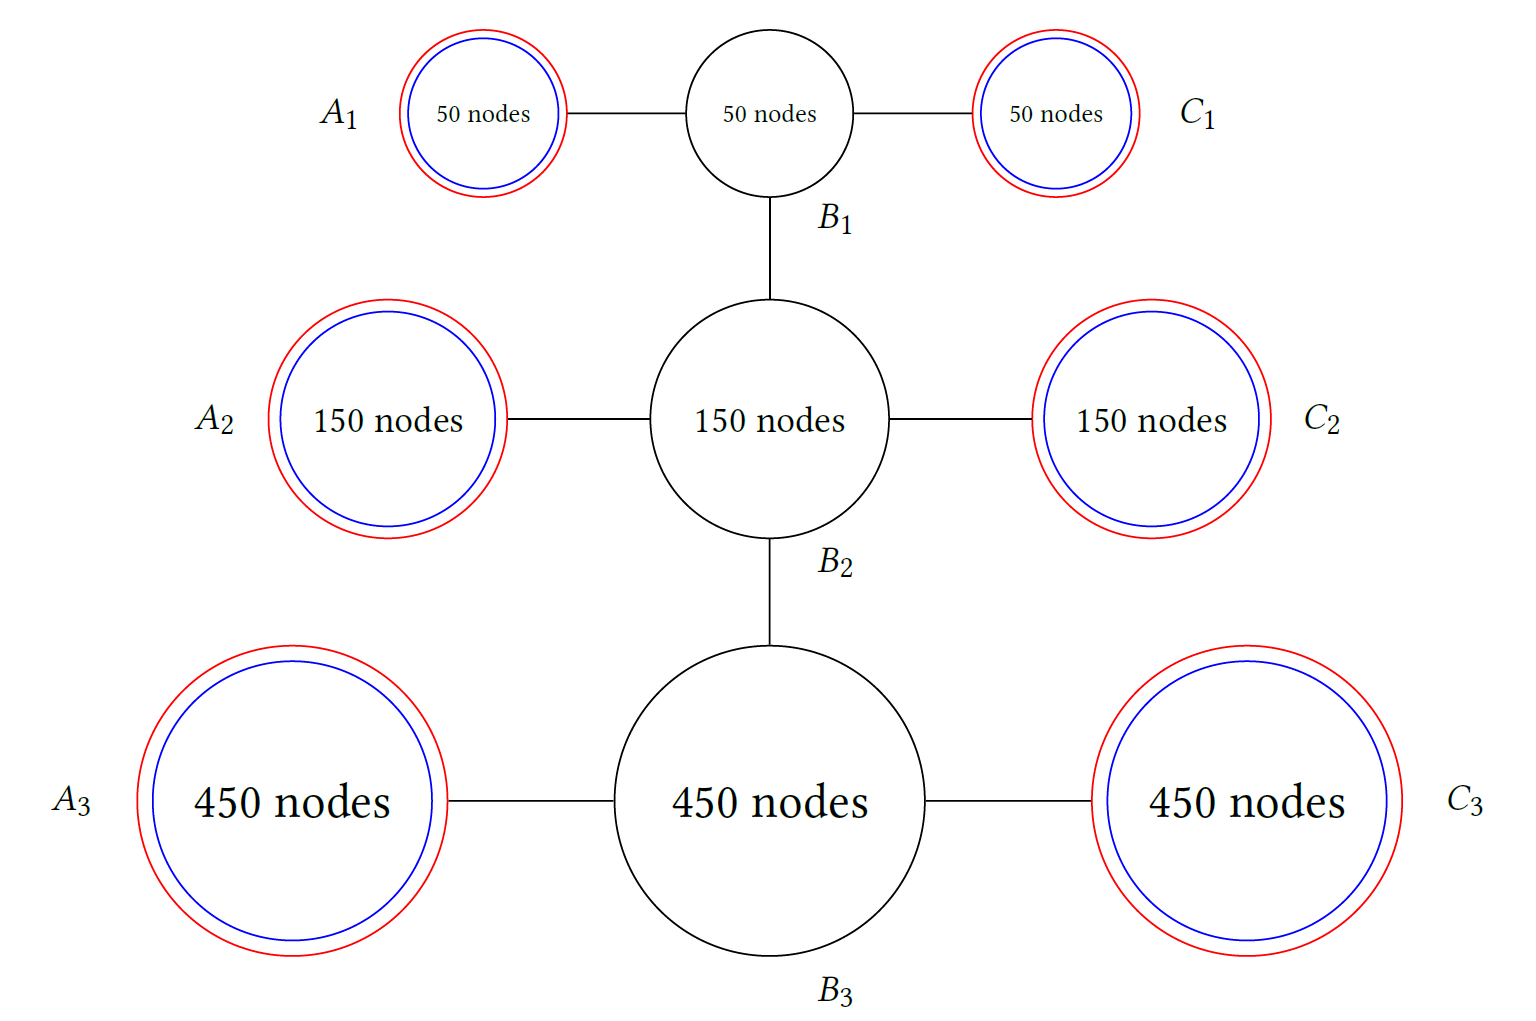 A₁ 50 nodes 50 nodes 50 nodes C₁
B₁
A₂ 150 nodes 150 nodes 150 nodes C₂
B₂
A₃ 450 nodes 450 nodes 450 nodes C₃
B₃